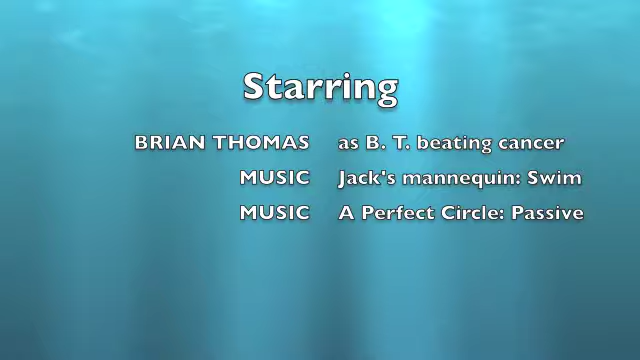 Starring
BRIAN THOMAS as B. T. beating cancer
MUSIC Jack's mannequin: Swim
MUSIC A Perfect Circle: Passive